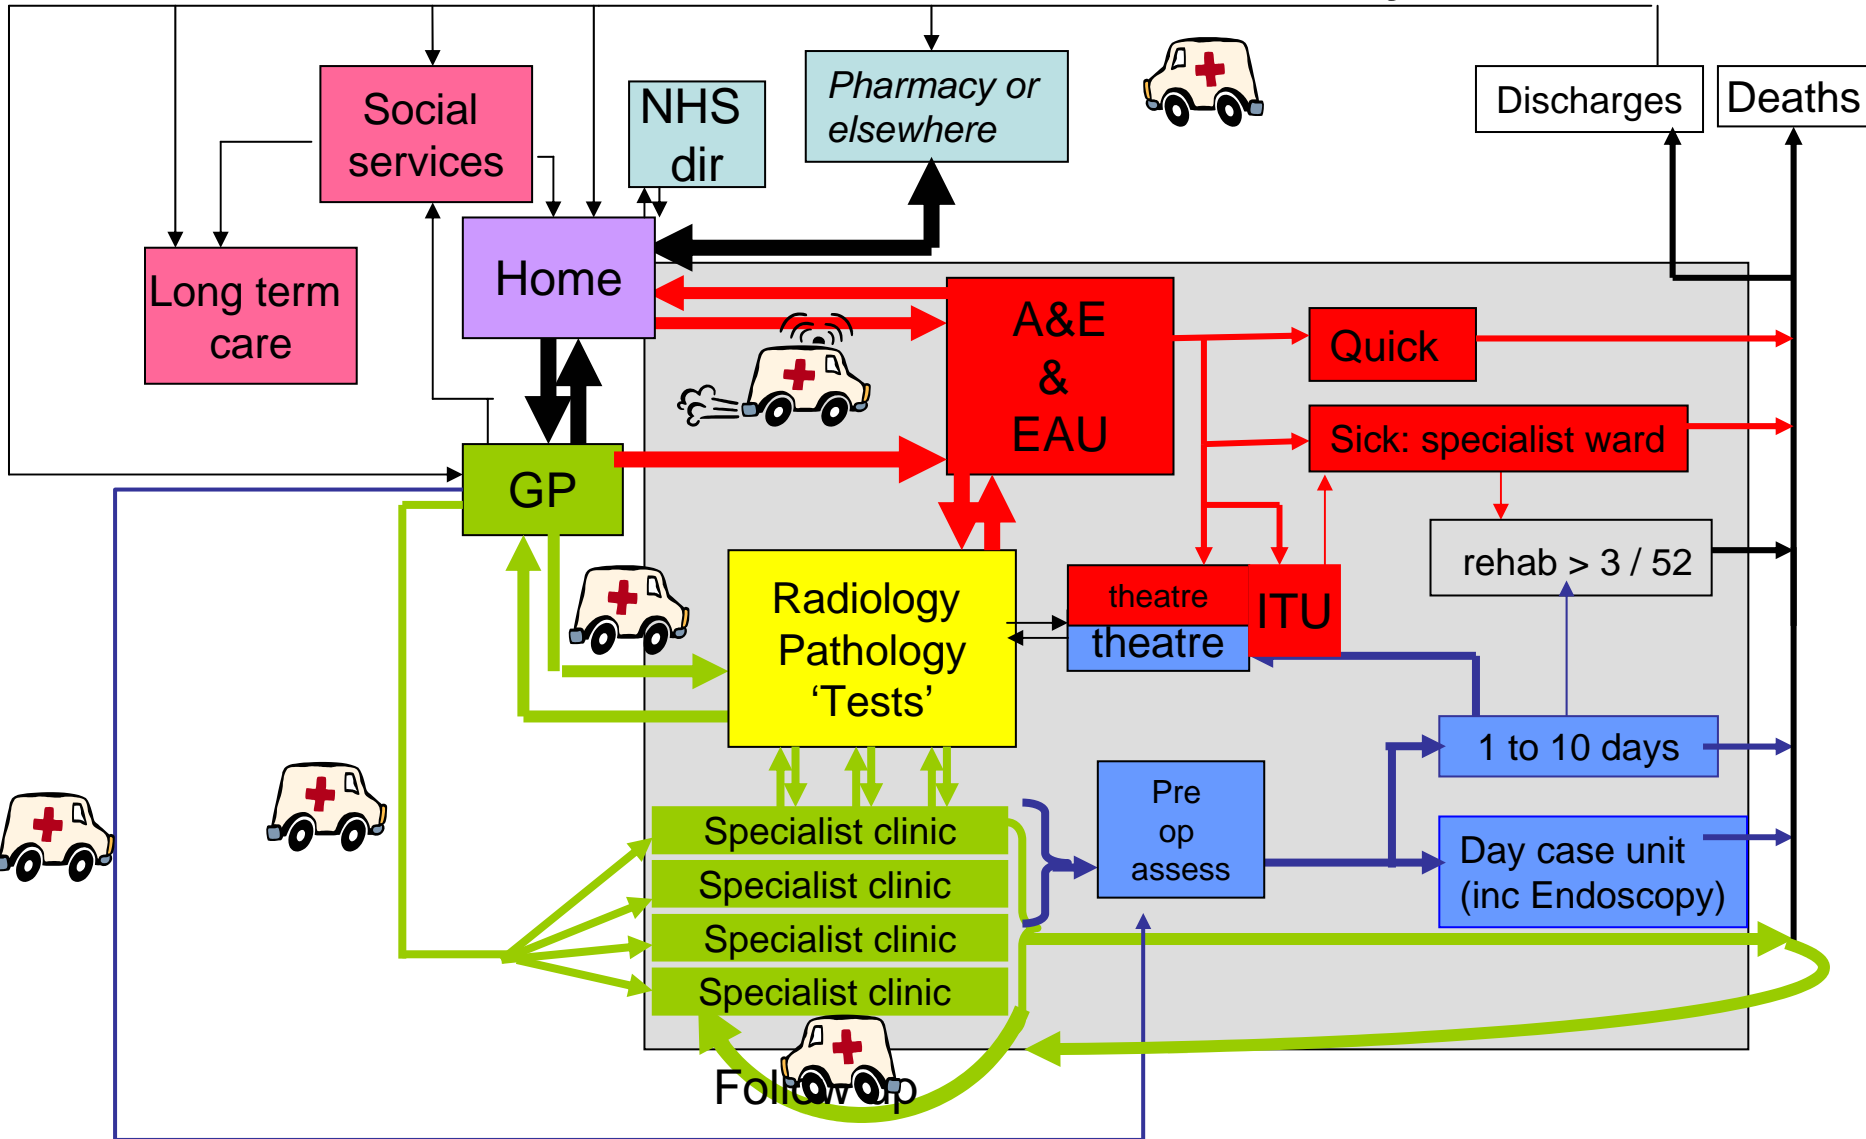 Social
services
NHS
dir
Pharmacy or
elsewhere
Discharges
Deaths
Long term
care
Home
A&E
&
EAU
Quick
Sick: specialist ward
GP
rehab > 3 / 52
Radiology
Pathology
‘Tests’
theatre
theatre
ITU
1 to 10 days
Pre
op
assess
Day case unit
(inc Endoscopy)
Specialist clinic
Specialist clinic
Specialist clinic
Specialist clinic
Follow up